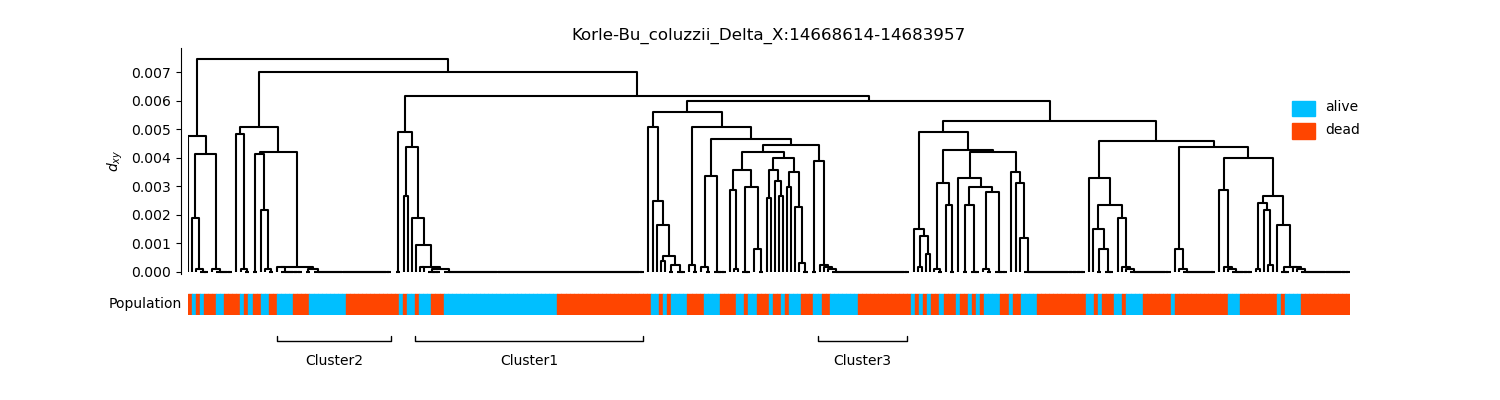 Korle-Bu_coluzzii_Delta_X:14668614-14683957
0.007
0.006
0.005
0.004
0.003
0.002
0.001
0.000
dxy
alive
dead
Population
Cluster2
Cluster1
Cluster3